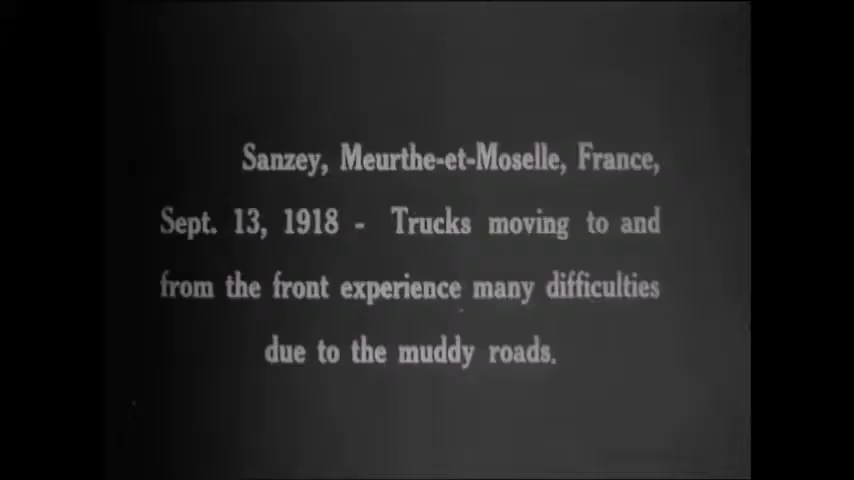 Sanzey, Meurthe-et-Moselle, France,
Sept. 13, 1918 - Trucks moving to and
from the front experience many difficulties
due to the muddy roads.